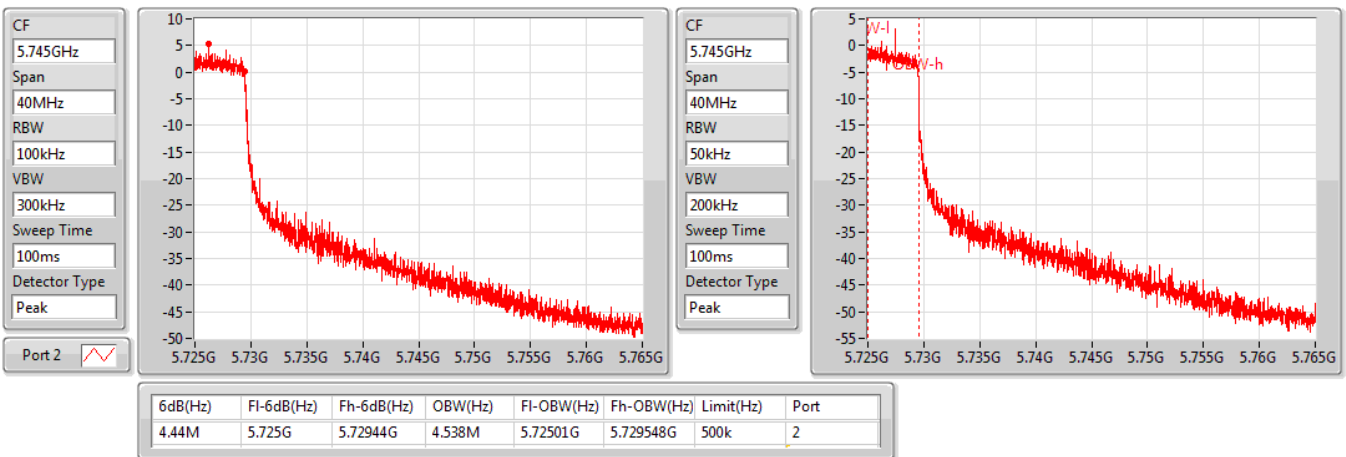 CF
5.745GHz
Span
40MHz
RBW
100kHz
VBW
300kHz
Sweep Time
100ms
Detector Type
Peak
Port 2
10
5
0
-5
-10
-15
-20
-25
-30
-35
-40
-45
-50
5.725G 5.73G 5.735G 5.74G 5.745G 5.75G 5.755G 5.76G 5.765G
CF
5.745GHz
Span
40MHz
RBW
50kHz
VBW
200kHz
Sweep Time
100ms
Detector Type
Peak
5
0
-5
-10
-15
-20
-25
-30
-35
-40
-45
-50
-55
W-l
OBW-h
5.725G 5.73G 5.735G 5.74G 5.745G 5.75G 5.755G 5.76G 5.765G
6dB(Hz) Fl-6dB(Hz) Fh-6dB(Hz) OBW(Hz) Fl-OBW(Hz) Fh-OBW(Hz) Limit(Hz) Port
4.44M 5.725G 5.72944G 4.538M 5.72501G 5.729548G 500k 2